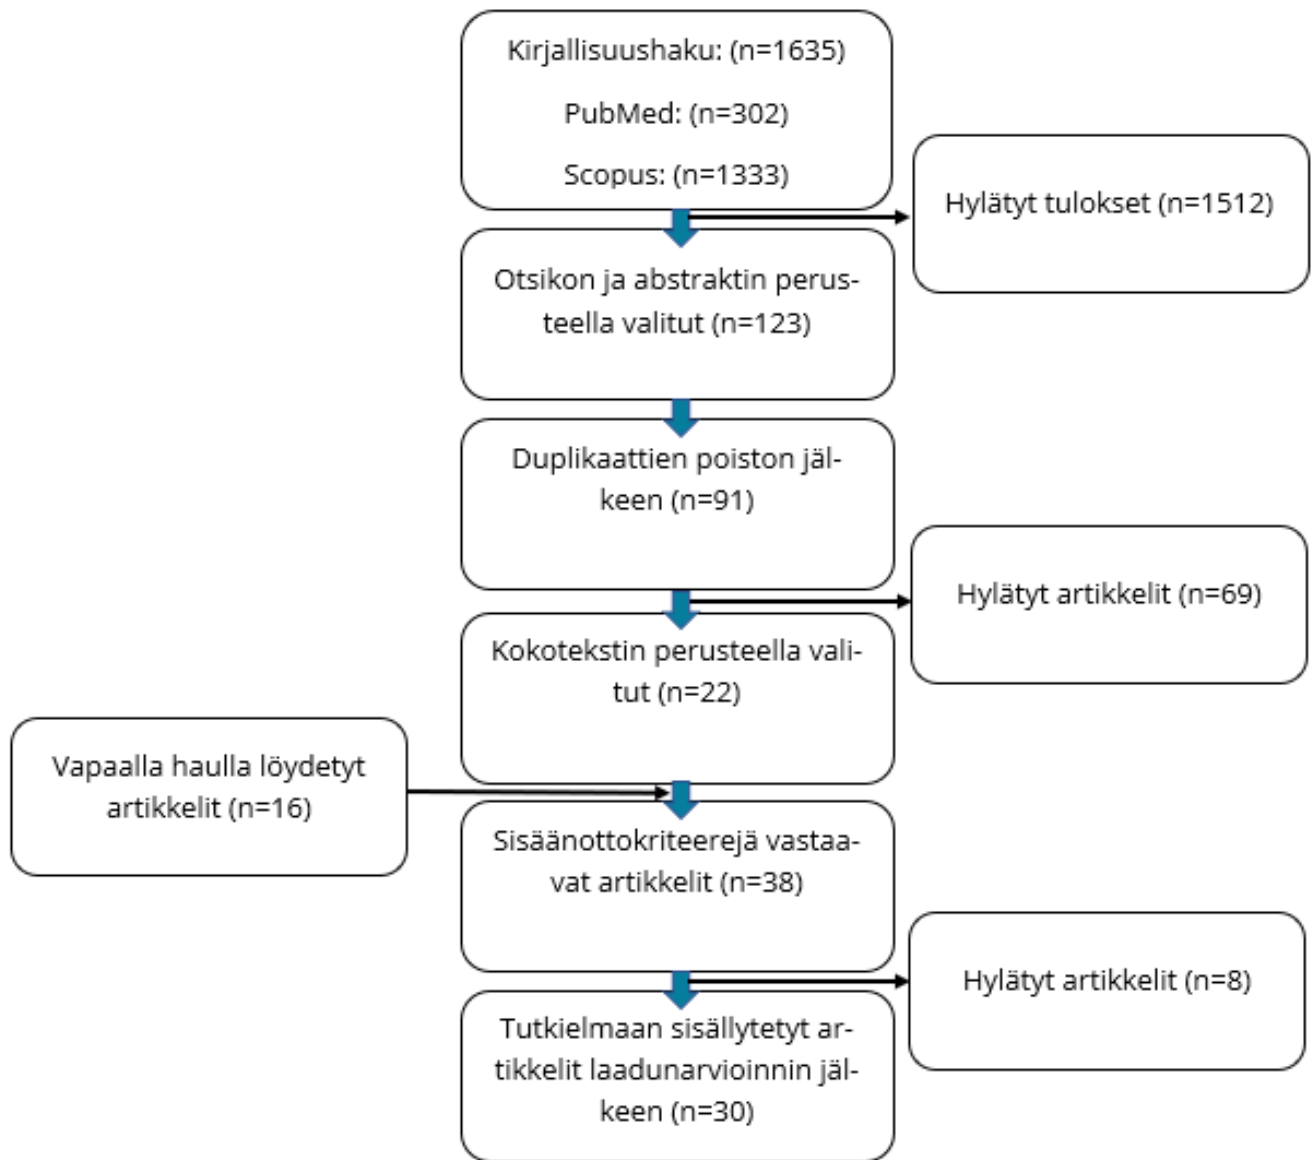 Kirjallisuushaku: (n=1635)
PubMed: (n=302)
Scopus: (n=1333)
Hylätyt tulokset (n=1512)
Otsikon ja abstraktin perus-
teella valitut (n=123)
Duplikaattien poiston jäl-
keen (n=91)
Hylätyt artikkelit (n=69)
Kokotekstin perusteella vali-
tut (n=22)
Vapaalla haulla löydetyt
artikkelit (n=16)
Sisäänottokriteerejä vastaa-
vat artikkelit (n=38)
Hylätyt artikkelit (n=8)
Tutkielmaan sisällytetyt ar-
tikkelit laadunarvioinnin jäl-
keen (n=30)